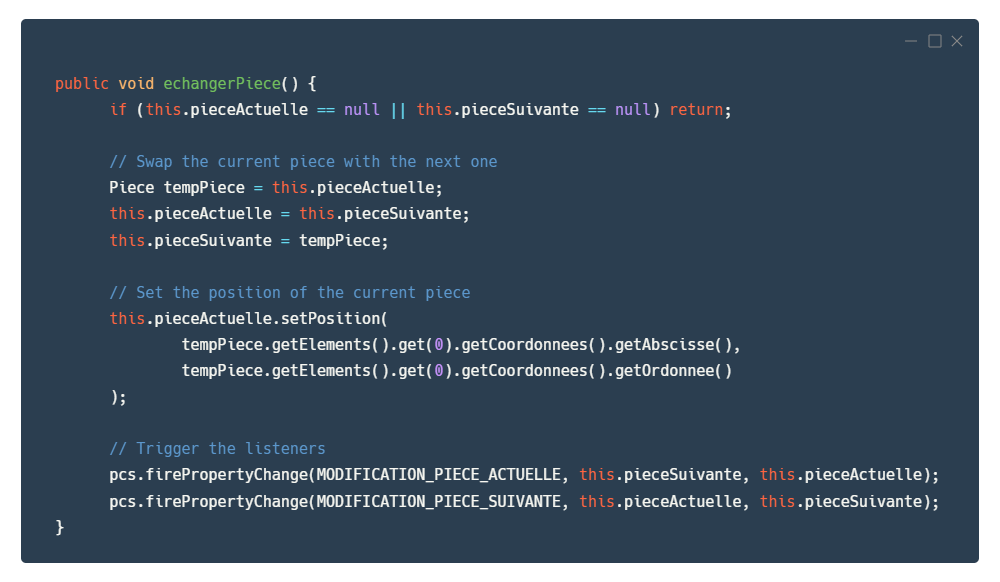 public void echangerPiece() {
if (this.pieceActuelle == null || this.pieceSuivante == null) return;
// Swap the current piece with the next one
Piece tempPiece = this.pieceActuelle;
this.pieceActuelle = this.pieceSuivante;
this.pieceSuivante = tempPiece;
// Set the position of the current piece
this.pieceActuelle.setPosition(
tempPiece.getElements().get(0).getCoordonnees().getAbscisse(),
tempPiece.getElements().get(0).getCoordonnees().getOrdonnee()
);
// Trigger the listeners
pcs.firePropertyChange(MODIFICATION_PIECE_ACTUELLE, this.pieceSuivante, this.pieceActuelle);
pcs.firePropertyChange(MODIFICATION_PIECE_SUIVANTE, this.pieceActuelle, this.pieceSuivante);
}